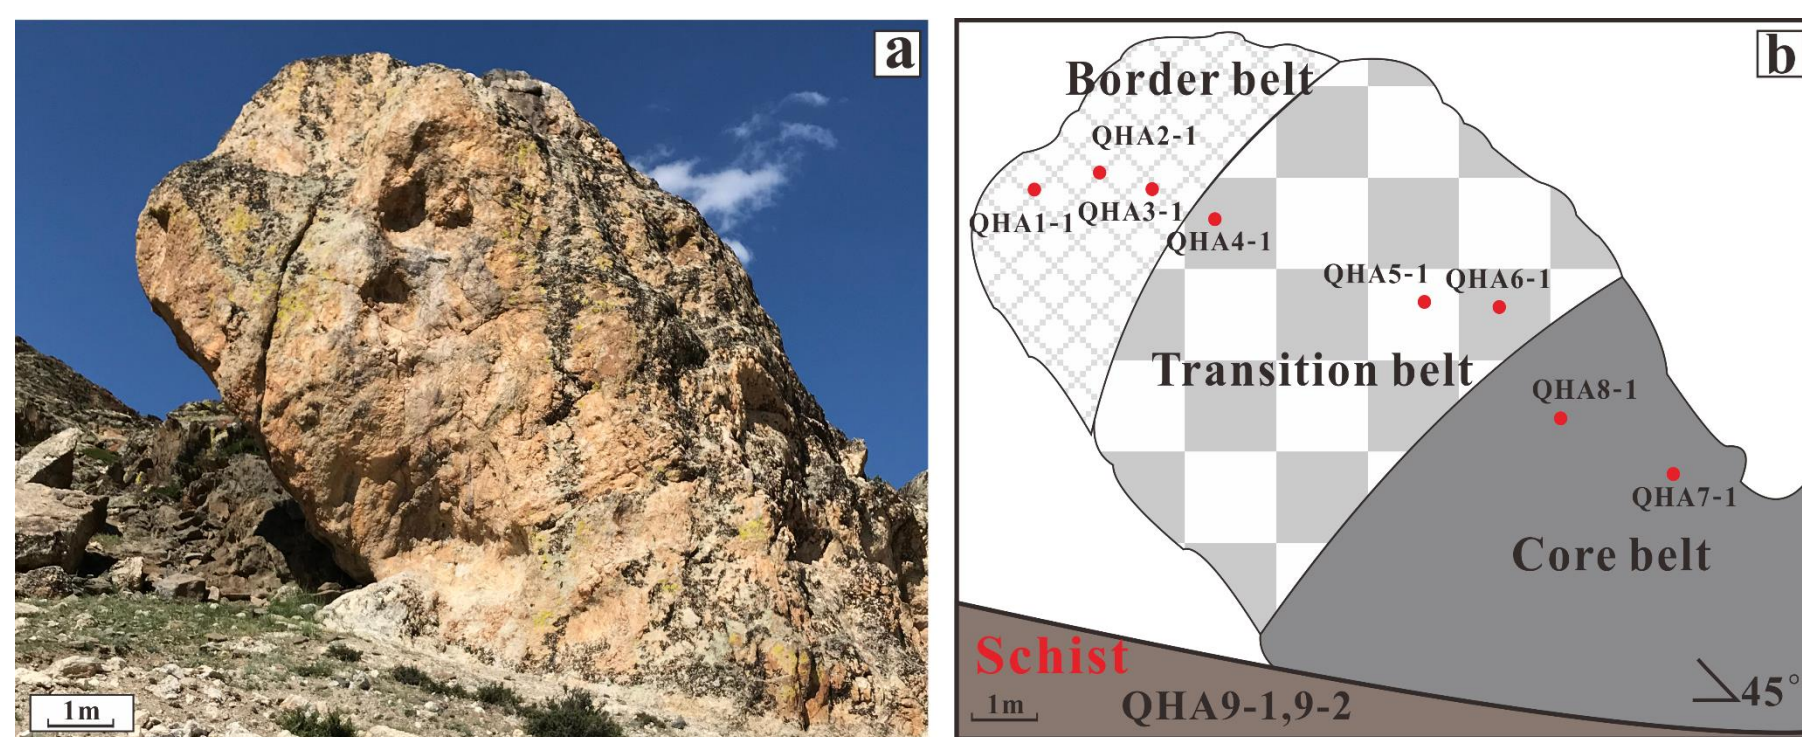 a
1m
b
Border belt
QHA2-1
QHA1-1
QHA3-1
QHA4-1
QHA5-1
QHA6-1
Transition belt
QHA8-1
QHA7-1
Core belt
Schist
1m
QHA9-1,9-2
45°